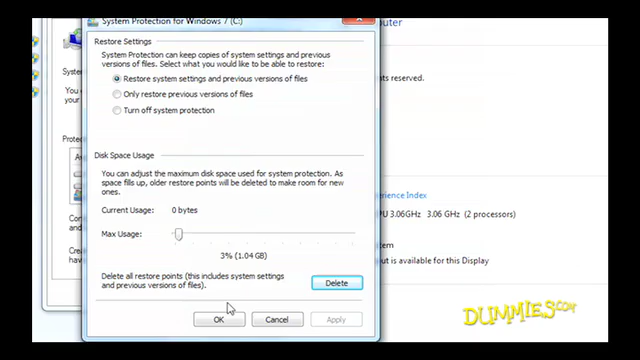 System Protection for Windows 7 (C:)
Restore Settings
System Protection can keep copies of system settings and previous
versions of files. Select what you would like to be able to restore:
Restore system settings and previous versions of files
Only restore previous versions of files
Turn off system protection
Disk Space Usage
You can adjust the maximum disk space used for system protection. As
space fills up, older restore points will be deleted to make room for new
ones.
Current Usage: 0 bytes
Max Usage:
3% (1.04 GB)
Delete all restore points (this includes system settings
and previous versions of files).
Delete
OK Cancel Apply
Syste
You c
Protec
Con
Crea
puter
ts reserved.
erience Index
PU 3.06GHz 3.06 GHz (2 processors)
tem
put is available for this Display
DUMMIES.COM